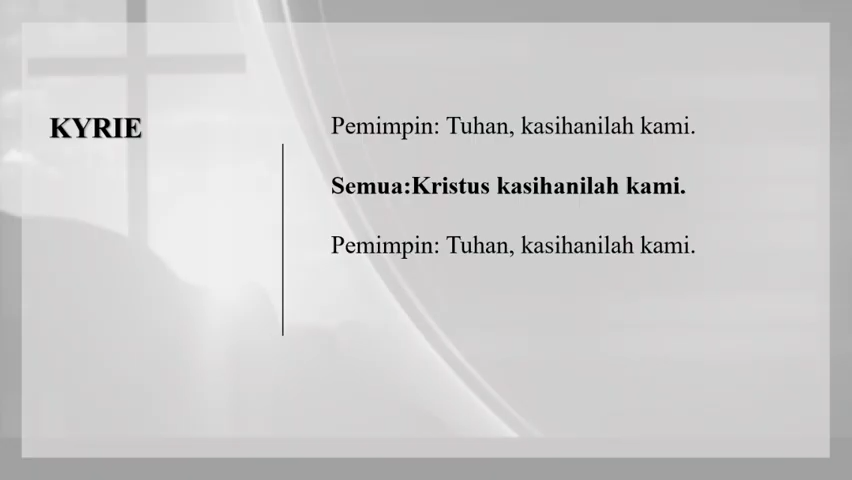 KYRIE
Pemimpin: Tuhan, kasihanilah kami.
Semua:Kristus kasihanilah kami.
Pemimpin: Tuhan, kasihanilah kami.